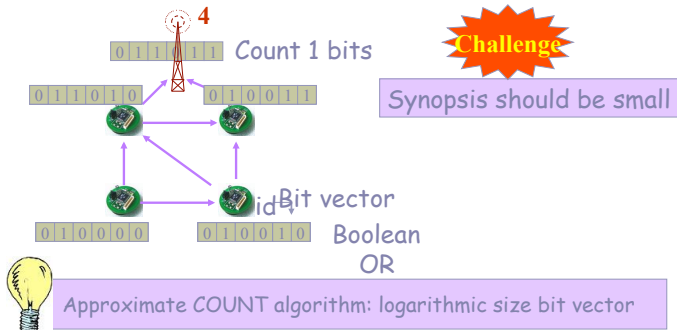 4
0 1 1 0 1 1
Count 1 bits
Challenge
0 1 1 0 1 0
0 1 0 0 1 1
Synopsis should be small
id
Bit vector
0 1 0 0 0 0
0 1 0 0 1 0
Boolean
OR
Approximate COUNT algorithm: logarithmic size bit vector